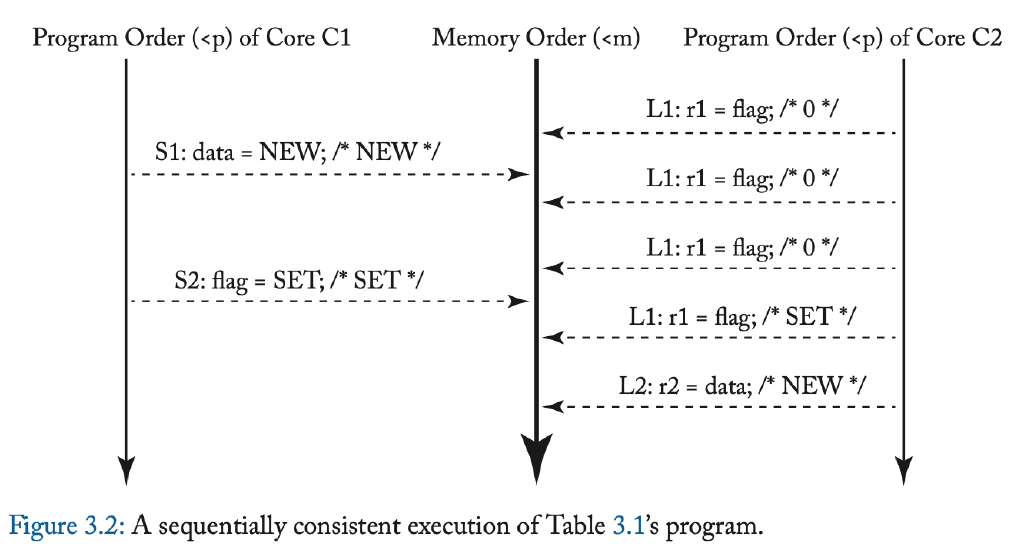 Program Order (<p) of Core C1
Memory Order (<m)
Program Order (<p) of Core C2
L1: r1 = flag; /* 0 */
S1: data = NEW; /* NEW */
L1: r1 = flag; /* 0 */
L1: r1 = flag; /* 0 */
S2: flag = SET; /* SET */
L1: r1 = flag; /* SET */
L2: r2 = data; /* NEW */
Figure 3.2: A sequentially consistent execution of Table 3.1's program.